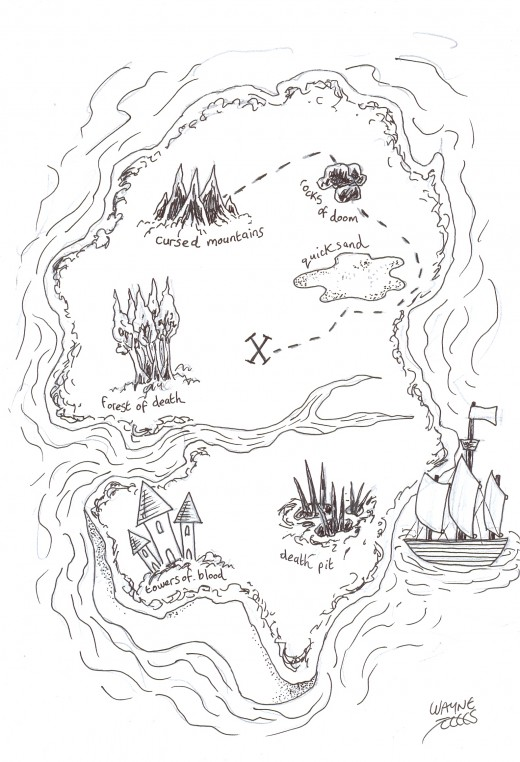 cursed mountains
rocks
of doom
quicksand
forest of death
X
death pit
towers of blood
WAYNE